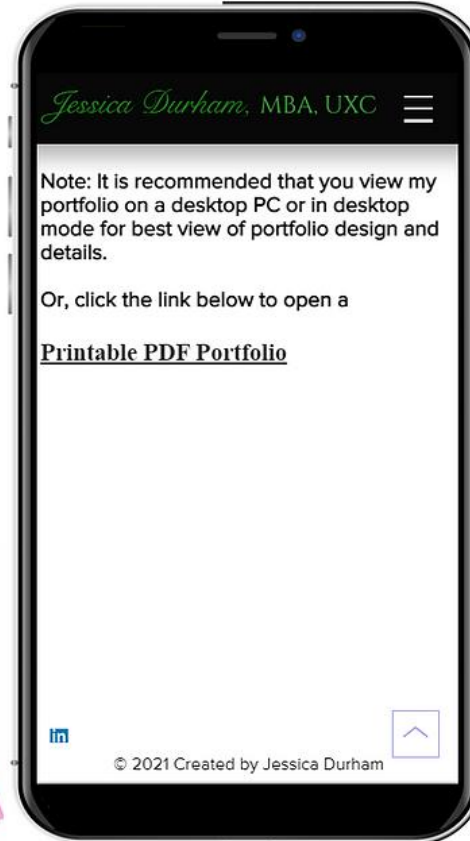 Jessica Durham, MBA, UXC
Note: It is recommended that you view my
portfolio on a desktop PC or in desktop
mode for best view of portfolio design and
details.
Or, click the link below to open a
Printable PDF Portfolio
in
© 2021 Created by Jessica Durham